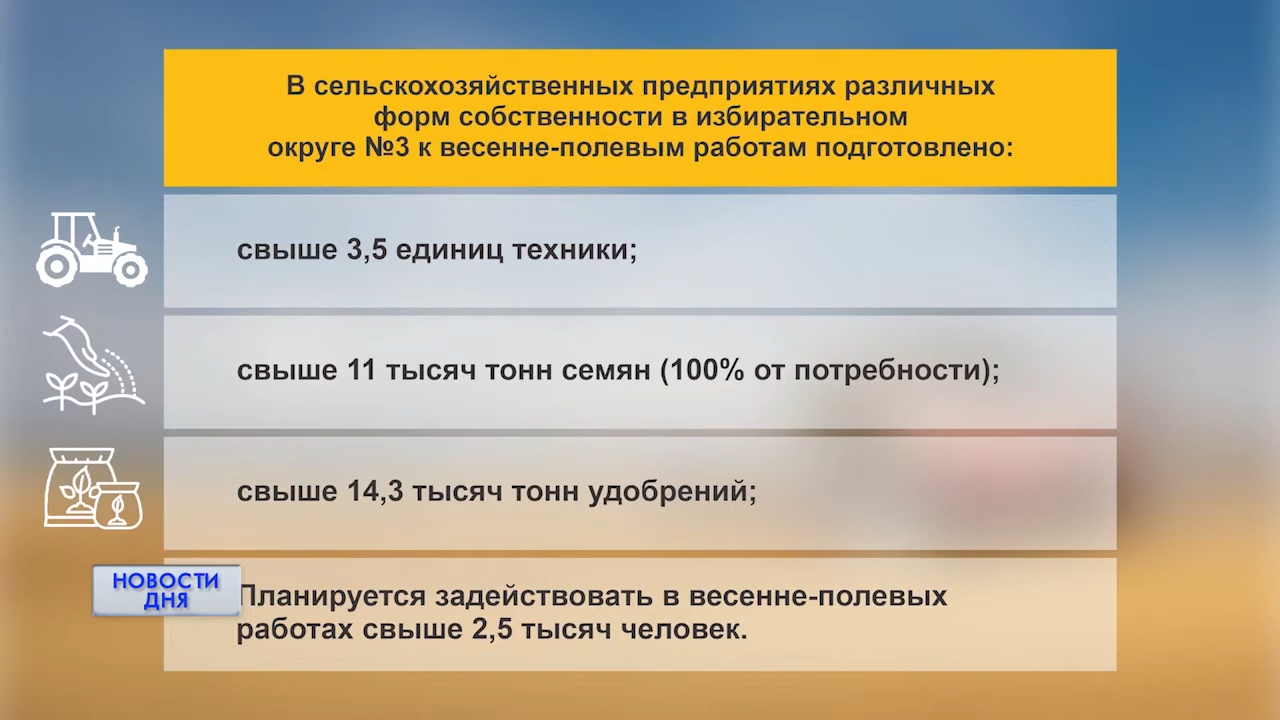 В сельскохозяйственных предприятиях различных
форм собственности в избирательном
округе №3 к весенне-полевым работам подготовлено:
свыше 3,5 единиц техники;
свыше 11 тысяч тонн семян (100% от потребности);
свыше 14,3 тысяч тонн удобрений;
Планируется задействовать в весенне-полевых
работах свыше 2,5 тысяч человек.
НОВОСТИ
ДНЯ